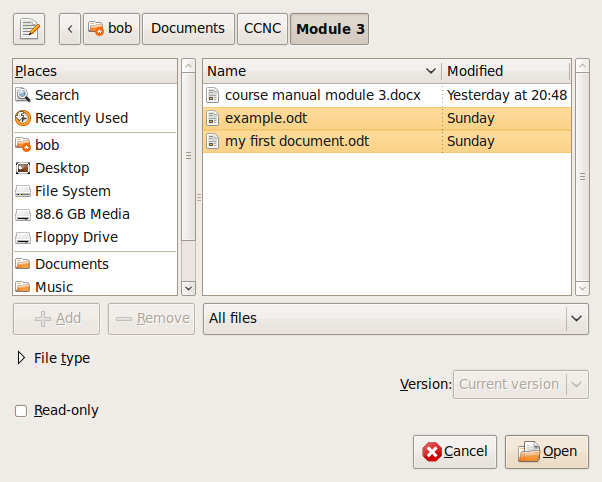 bob Documents CCNC Module 3
Places
Search
Recently Used
bob
Desktop
File System
88.6 GB Media
Floppy Drive
Documents
Music
Name Modified
course manual module 3.docx Yesterday at 20:48
example.odt Sunday
my first document.odt Sunday
Add Remove All files
File type
Version: Current version
Read-only
Cancel Open